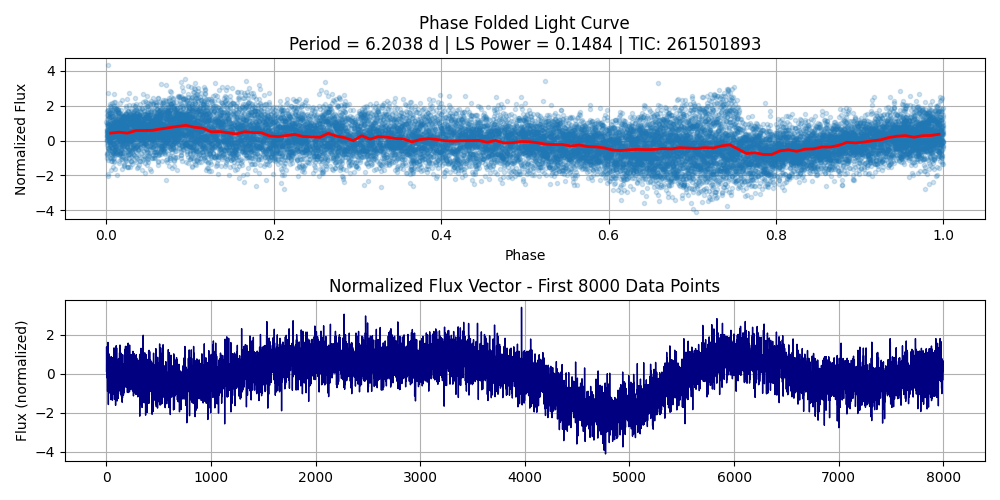 Phase Folded Light Curve
Period = 6.2038 d | LS Power = 0.1484 | TIC: 261501893
Normalized Flux
4
2
0
−2
−4
0.0 0.2 0.4 0.6 0.8 1.0
Phase
Normalized Flux Vector - First 8000 Data Points
Flux (normalized)
2
0
−2
−4
0 1000 2000 3000 4000 5000 6000 7000 8000